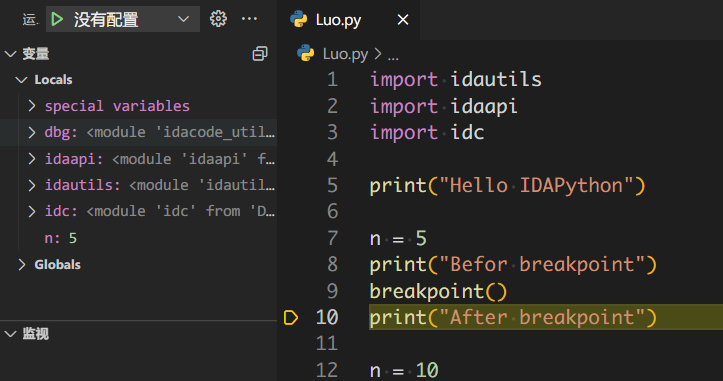 运. 没有配置 ...
变量
Locals
special variables
dbg: <module 'idacode_util...
idaapi: <module 'idaapi' f...
idautils: <module 'idautil...
idc: <module 'idc' from 'D...
n: 5
Globals
监视
Luo.py
Luo.py > ...
1 import idautils
2 import idaapi
3 import idc
4
5 print("Hello IDAPython")
6
7 n = 5
8 print("Befor breakpoint")
9 breakpoint()
10 print("After breakpoint")
11
12 n = 10